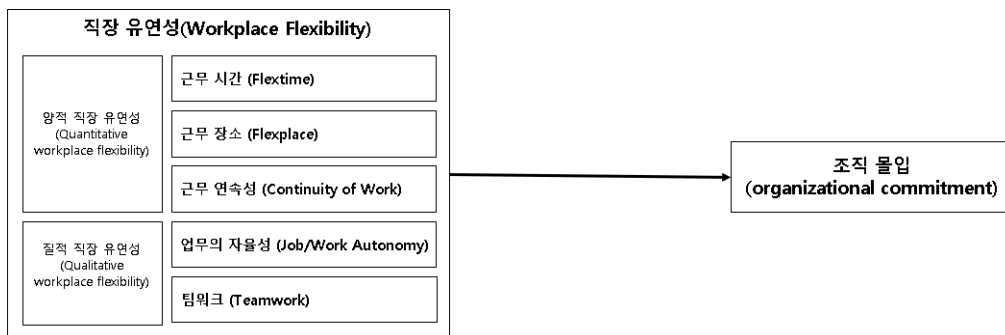 직장 유연성(Workplace Flexibility)
양적 직장 유연성
(Quantitative
workplace flexibility)
근무 시간 (Flextime)
근무 장소 (Flexplace)
근무 연속성 (Continuity of Work)
질적 직장 유연성
(Qualitative
workplace flexibility)
업무의 자율성 (Job/Work Autonomy)
팀워크 (Teamwork)
조직 몰입
(organizational commitment)